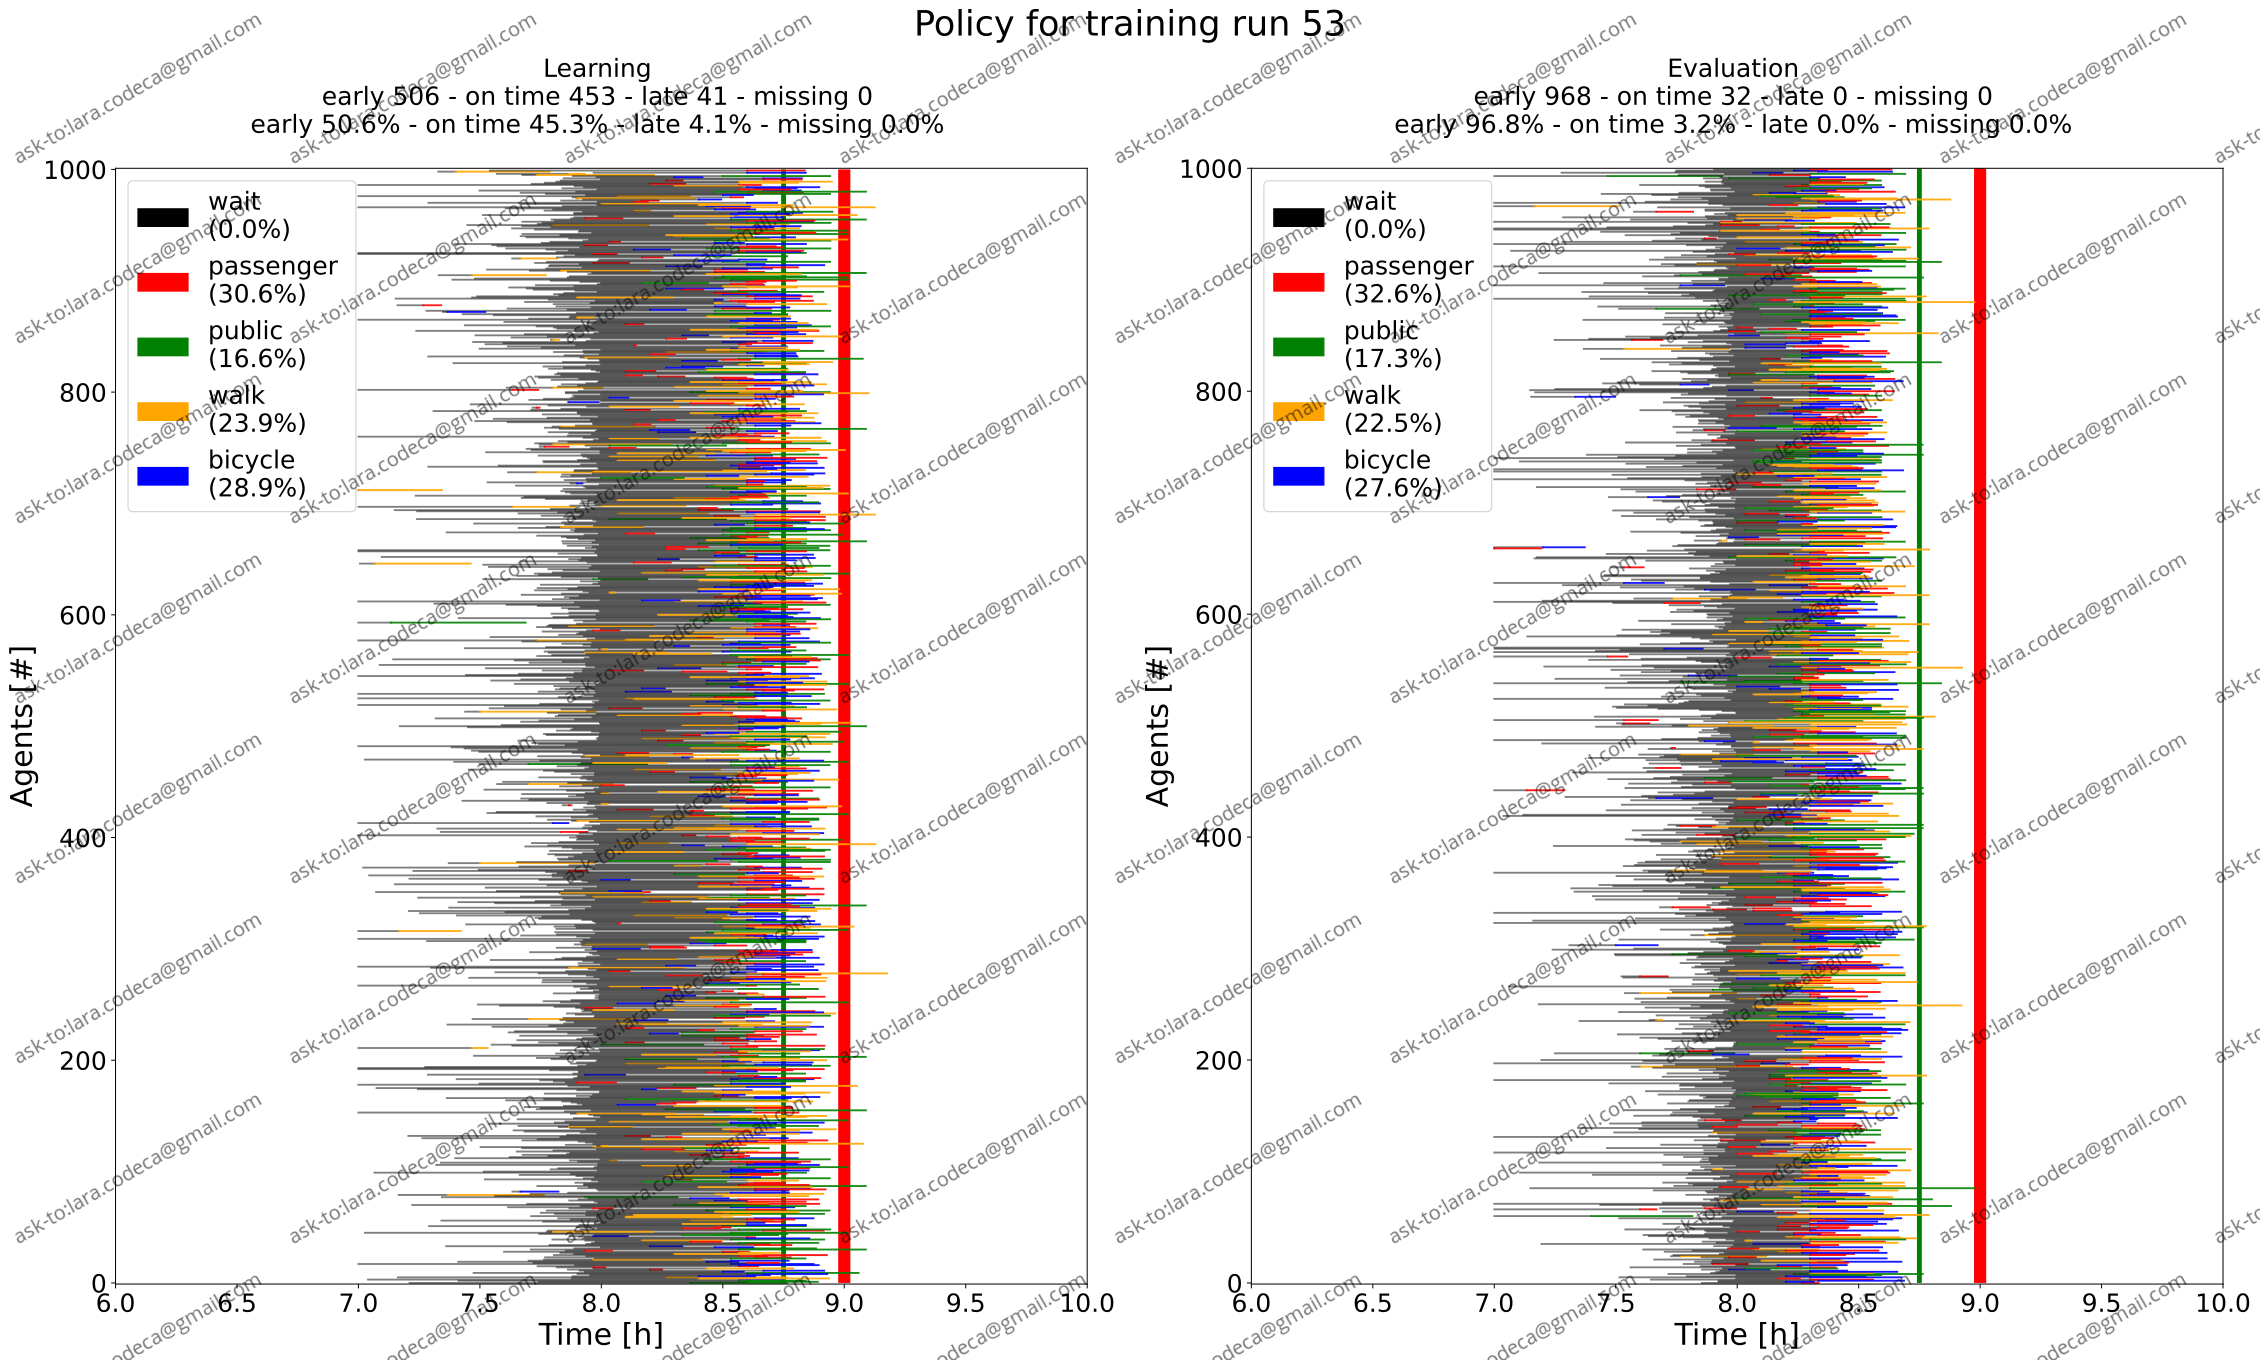 Policy for training run 53
Learning
early 506 - on time 453 - late 41 - missing 0
early 50.6% - on time 45.3% - late 4.1% - missing 0.0%
1000
800
600
400
200
0
Agents [#]
wait
(0.0%)
passenger
(30.6%)
public
(16.6%)
walk
(23.9%)
bicycle
(28.9%)
6.0 6.5 7.0 7.5 8.0 8.5 9.0 9.5 10.0
Time [h]
Evaluation
early 968 - on time 32 - late 0 - missing 0
early 96.8% - on time 3.2% - late 0.0% - missing 0.0%
1000
800
600
400
200
0
Agents [#]
wait
(0.0%)
passenger
(32.6%)
public
(17.3%)
walk
(22.5%)
bicycle
(27.6%)
6.0 6.5 7.0 7.5 8.0 8.5 9.0 9.5 10.0
Time [h]
ask-to:lara.codeca@gmail.com